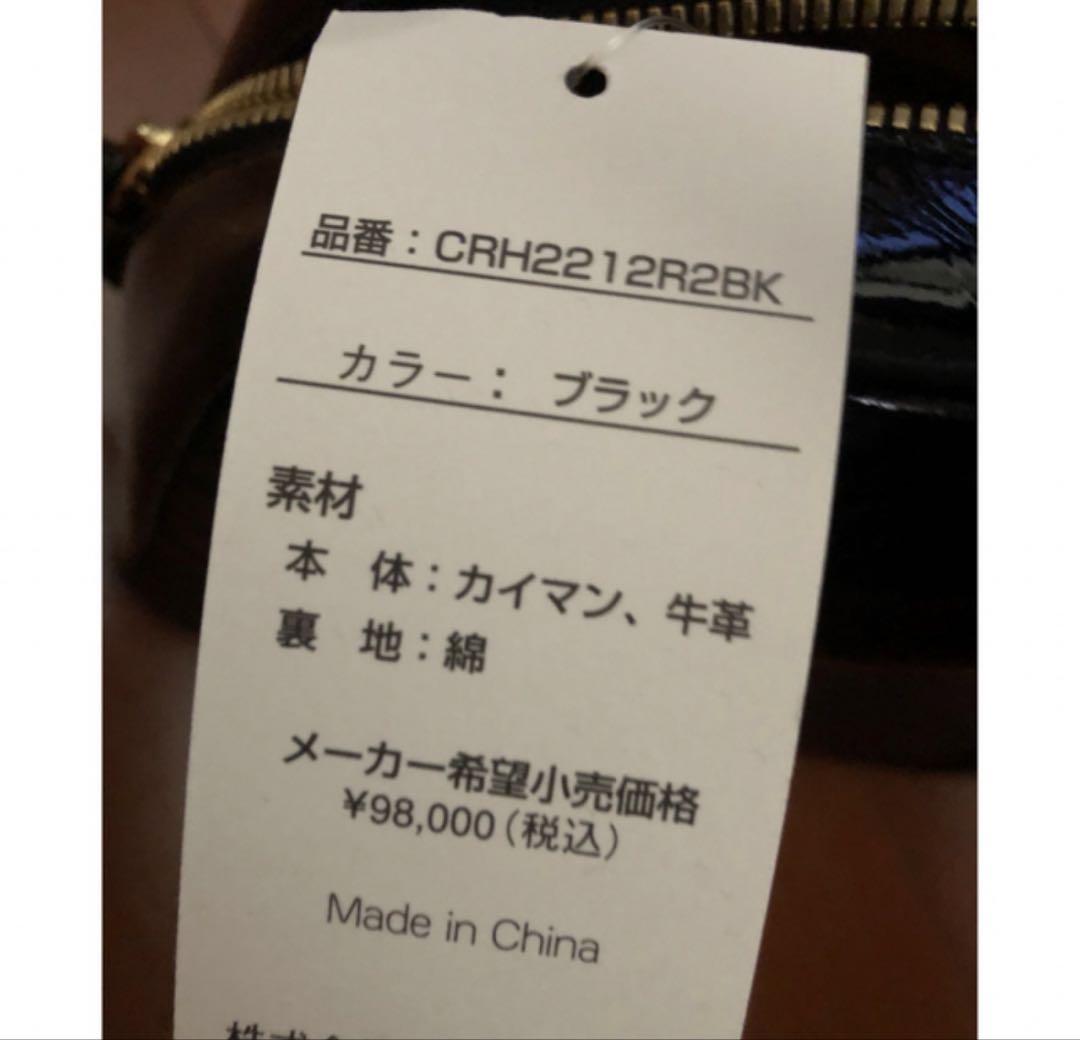 品番：CRH2212R2BK
カラー： ブラック
素材
本 体：カイマン、牛革
裏 地：綿
メーカー希望小売価格
¥98,000（税込）
Made in China
株式